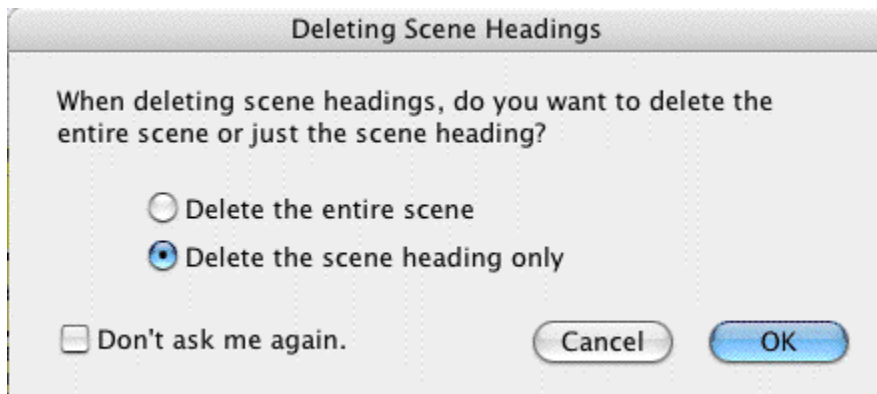 Deleting Scene Headings
When deleting scene headings, do you want to delete the
entire scene or just the scene heading?
Delete the entire scene
Delete the scene heading only
Don't ask me again.
Cancel
OK